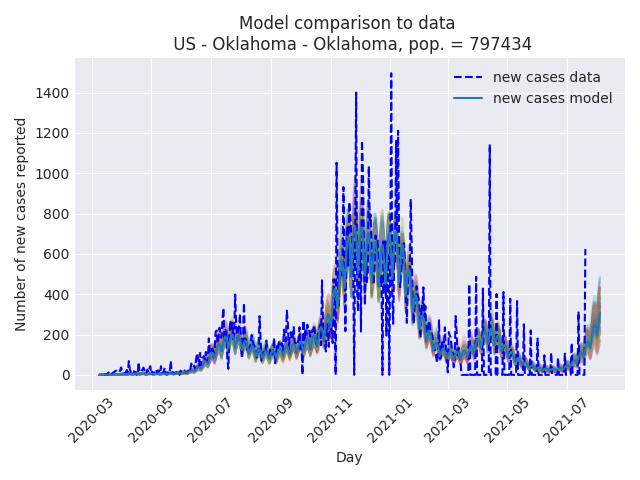 Model comparison to data
US - Oklahoma - Oklahoma, pop. = 797434
new cases data
new cases model
Number of new cases reported
1400
1200
1000
800
600
400
200
0
2020-03
2020-05
2020-07
2020-09
2020-11
2021-01
2021-03
2021-05
2021-07
Day